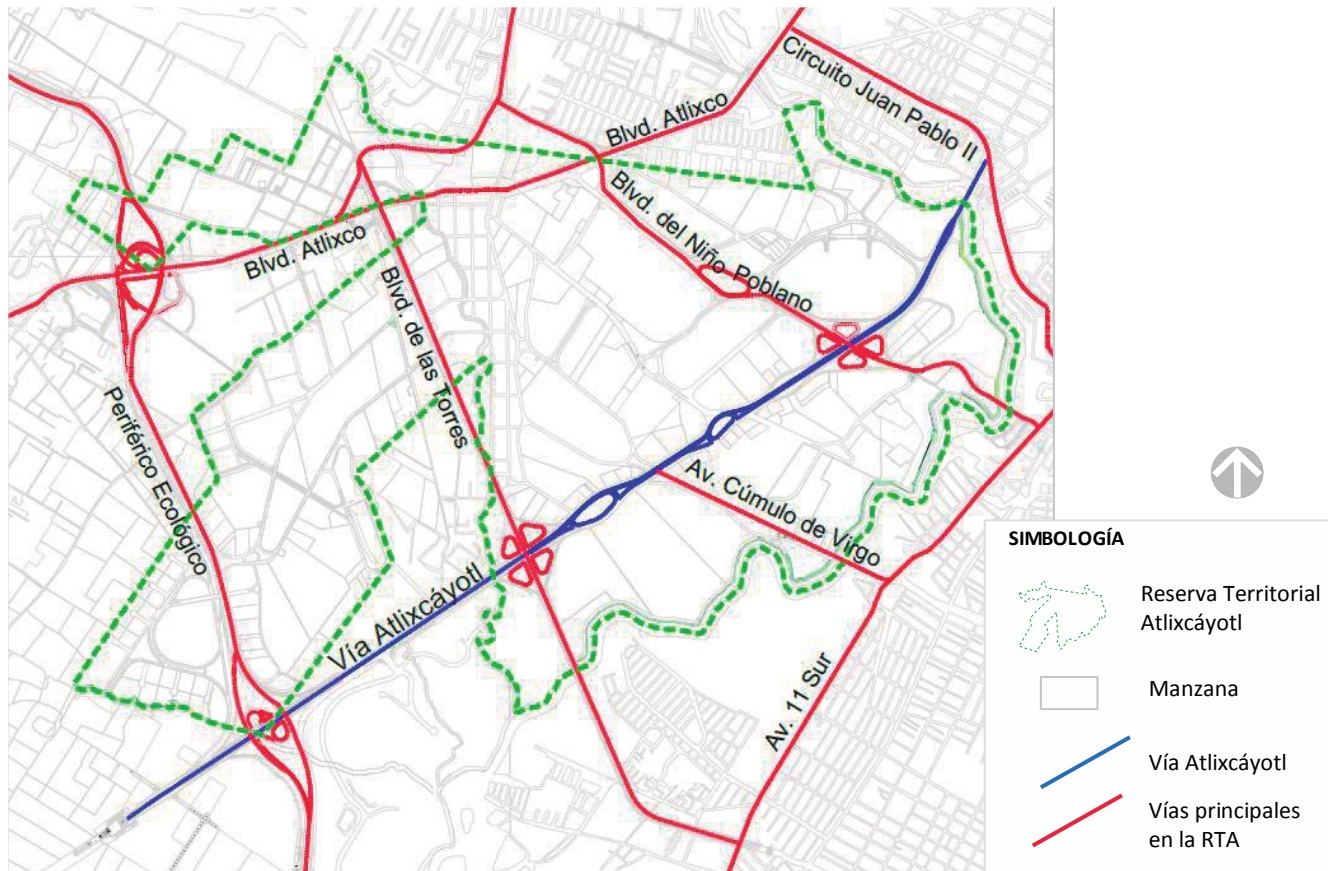 Circuito Juan Pablo II
Blvd. Atlixco
Blvd. del Niño Poblano
Blvd. Atlixco
Blvd. de las Torres
Periférico Ecológico
Av. Cúmulo de Virgo
Vía Atlixcáyotl
Av. 11 Sur
SIMBOLOGÍA
Reserva Territorial
Atlixcáyotl
Manzana
Vía Atlixcáyotl
Vías principales
en la RTA